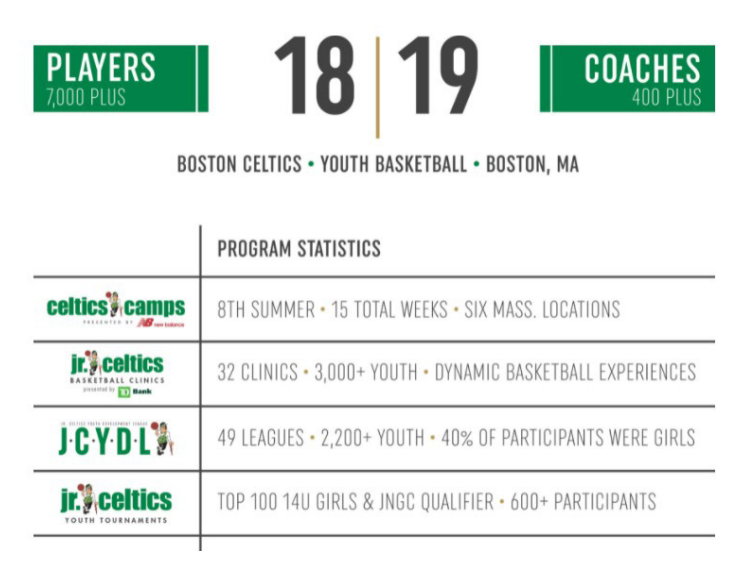 PLAYERS
7,000 PLUS
18 | 19
COACHES
400 PLUS
BOSTON CELTICS • YOUTH BASKETBALL • BOSTON, MA
PROGRAM STATISTICS
celtics camps
PRESENTED BY NB new balance
8TH SUMMER • 15 TOTAL WEEKS • SIX MASS. LOCATIONS
jr. celtics
BASKETBALL CLINICS
presented by TD Bank
32 CLINICS • 3,000+ YOUTH • DYNAMIC BASKETBALL EXPERIENCES
JR. CELTICS YOUTH DEVELOPMENT LEAGUE
J•C•Y•D•L
49 LEAGUES • 2,200+ YOUTH • 40% OF PARTICIPANTS WERE GIRLS
jr. celtics
YOUTH TOURNAMENTS
TOP 100 14U GIRLS & JNGC QUALIFIER • 600+ PARTICIPANTS